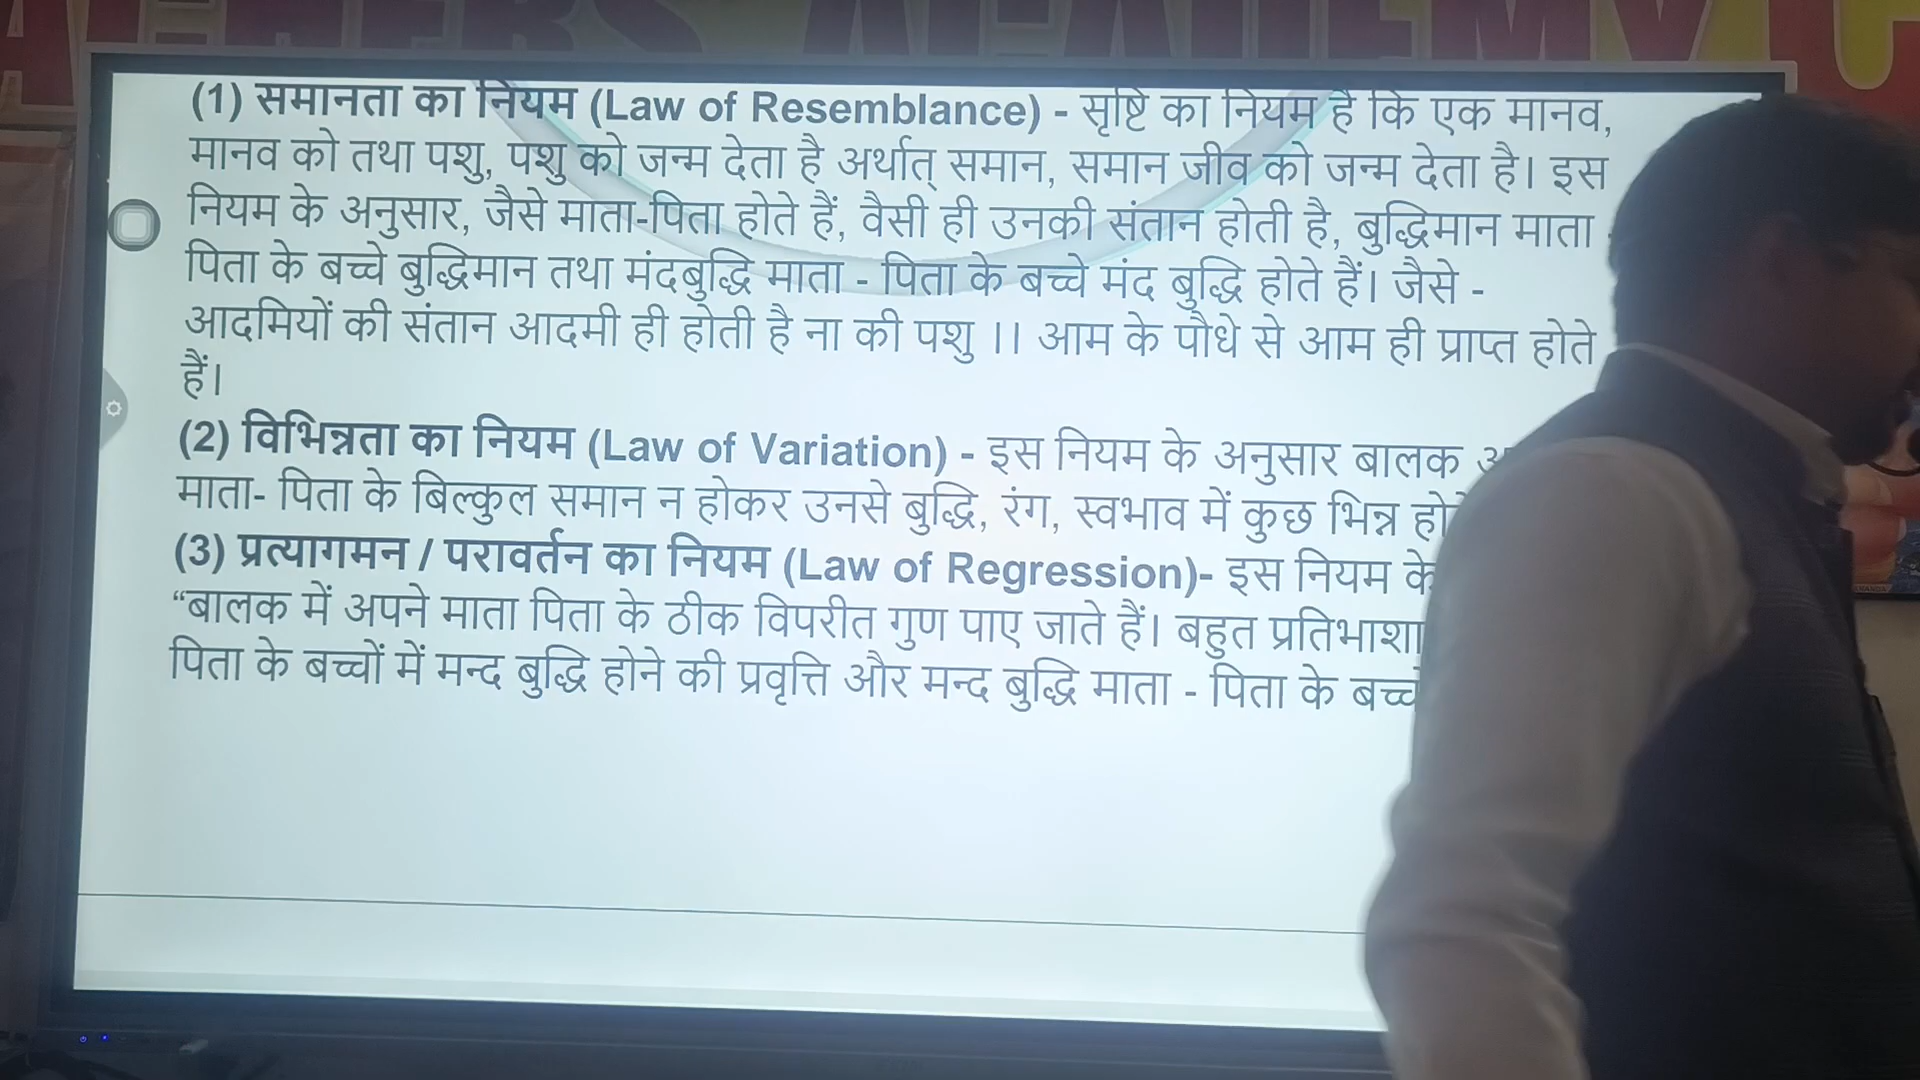 ACADEMY
(1) समानता का नियम (Law of Resemblance) - सृष्टि का नियम है कि एक मानव,
मानव को तथा पशु, पशु को जन्म देता है अर्थात् समान, समान जीव को जन्म देता है। इस
नियम के अनुसार, जैसे माता-पिता होते हैं, वैसी ही उनकी संतान होती है, बुद्धिमान माता
पिता के बच्चे बुद्धिमान तथा मंदबुद्धि माता - पिता के बच्चे मंद बुद्धि होते हैं। जैसे -
आदमियों की संतान आदमी ही होती है ना की पशु ।। आम के पौधे से आम ही प्राप्त होते
हैं।
(2) विभिन्नता का नियम (Law of Variation) - इस नियम के अनुसार बालक
माता- पिता के बिल्कुल समान न होकर उनसे बुद्धि, रंग, स्वभाव में कुछ भिन्न
(3) प्रत्यागमन / परावर्तन का नियम (Law of Regression)- इस नियम के
“बालक में अपने माता पिता के ठीक विपरीत गुण पाए जाते हैं। बहुत
पिता के बच्चों में मन्द बुद्धि होने की प्रवृत्ति और मन्द बुद्धि माता - पिता के